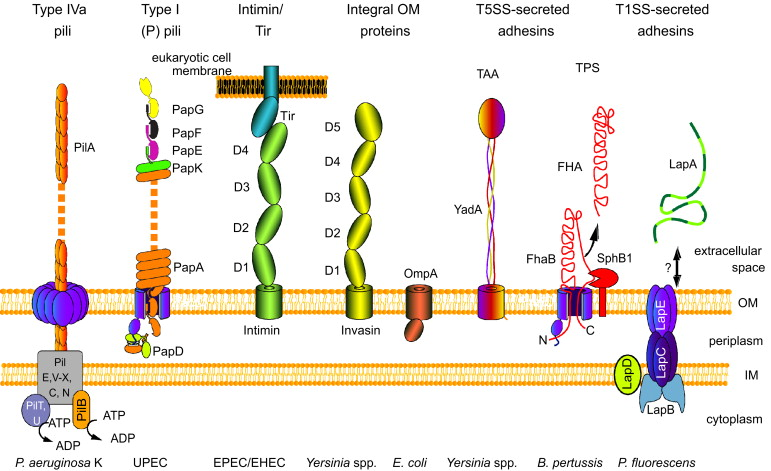 Type IVa
pili
Type I
(P) pili
Intimin/
Tir
Integral OM
proteins
T5SS-secreted
adhesins
T1SS-secreted
adhesins
eukaryotic cell
membrane
TAA
TPS
PilA
PapG
PapF
PapE
PapK
PapA
PapD
Tir
D4
D3
D2
D1
Intimin
D5
D4
D3
D2
D1
Invasin
OmpA
YadA
FHA
FhaB
SphB1
N
C
LapA
?
extracellular
space
OM
periplasm
IM
cytoplasm
LapE
LapC
LapD
LapB
Pil
E,V-X,
C, N
PilT,
U
PilB
ATP
ADP
ATP
ADP
P. aeruginosa K
UPEC
EPEC/EHEC
Yersinia spp.
E. coli
Yersinia spp.
B. pertussis
P. fluorescens